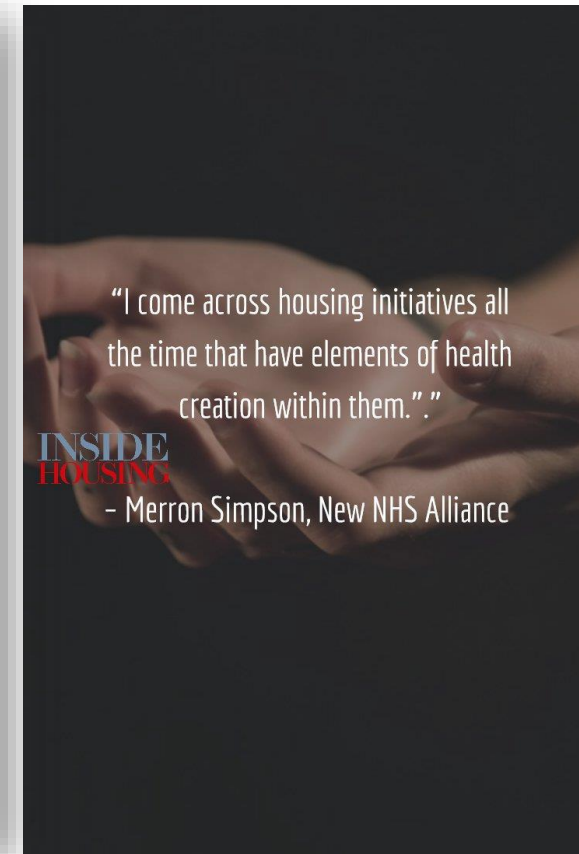 “I come across housing initiatives all
the time that have elements of health
creation within them.”.”
INSIDE
HOUSING
– Merron Simpson, New NHS Alliance